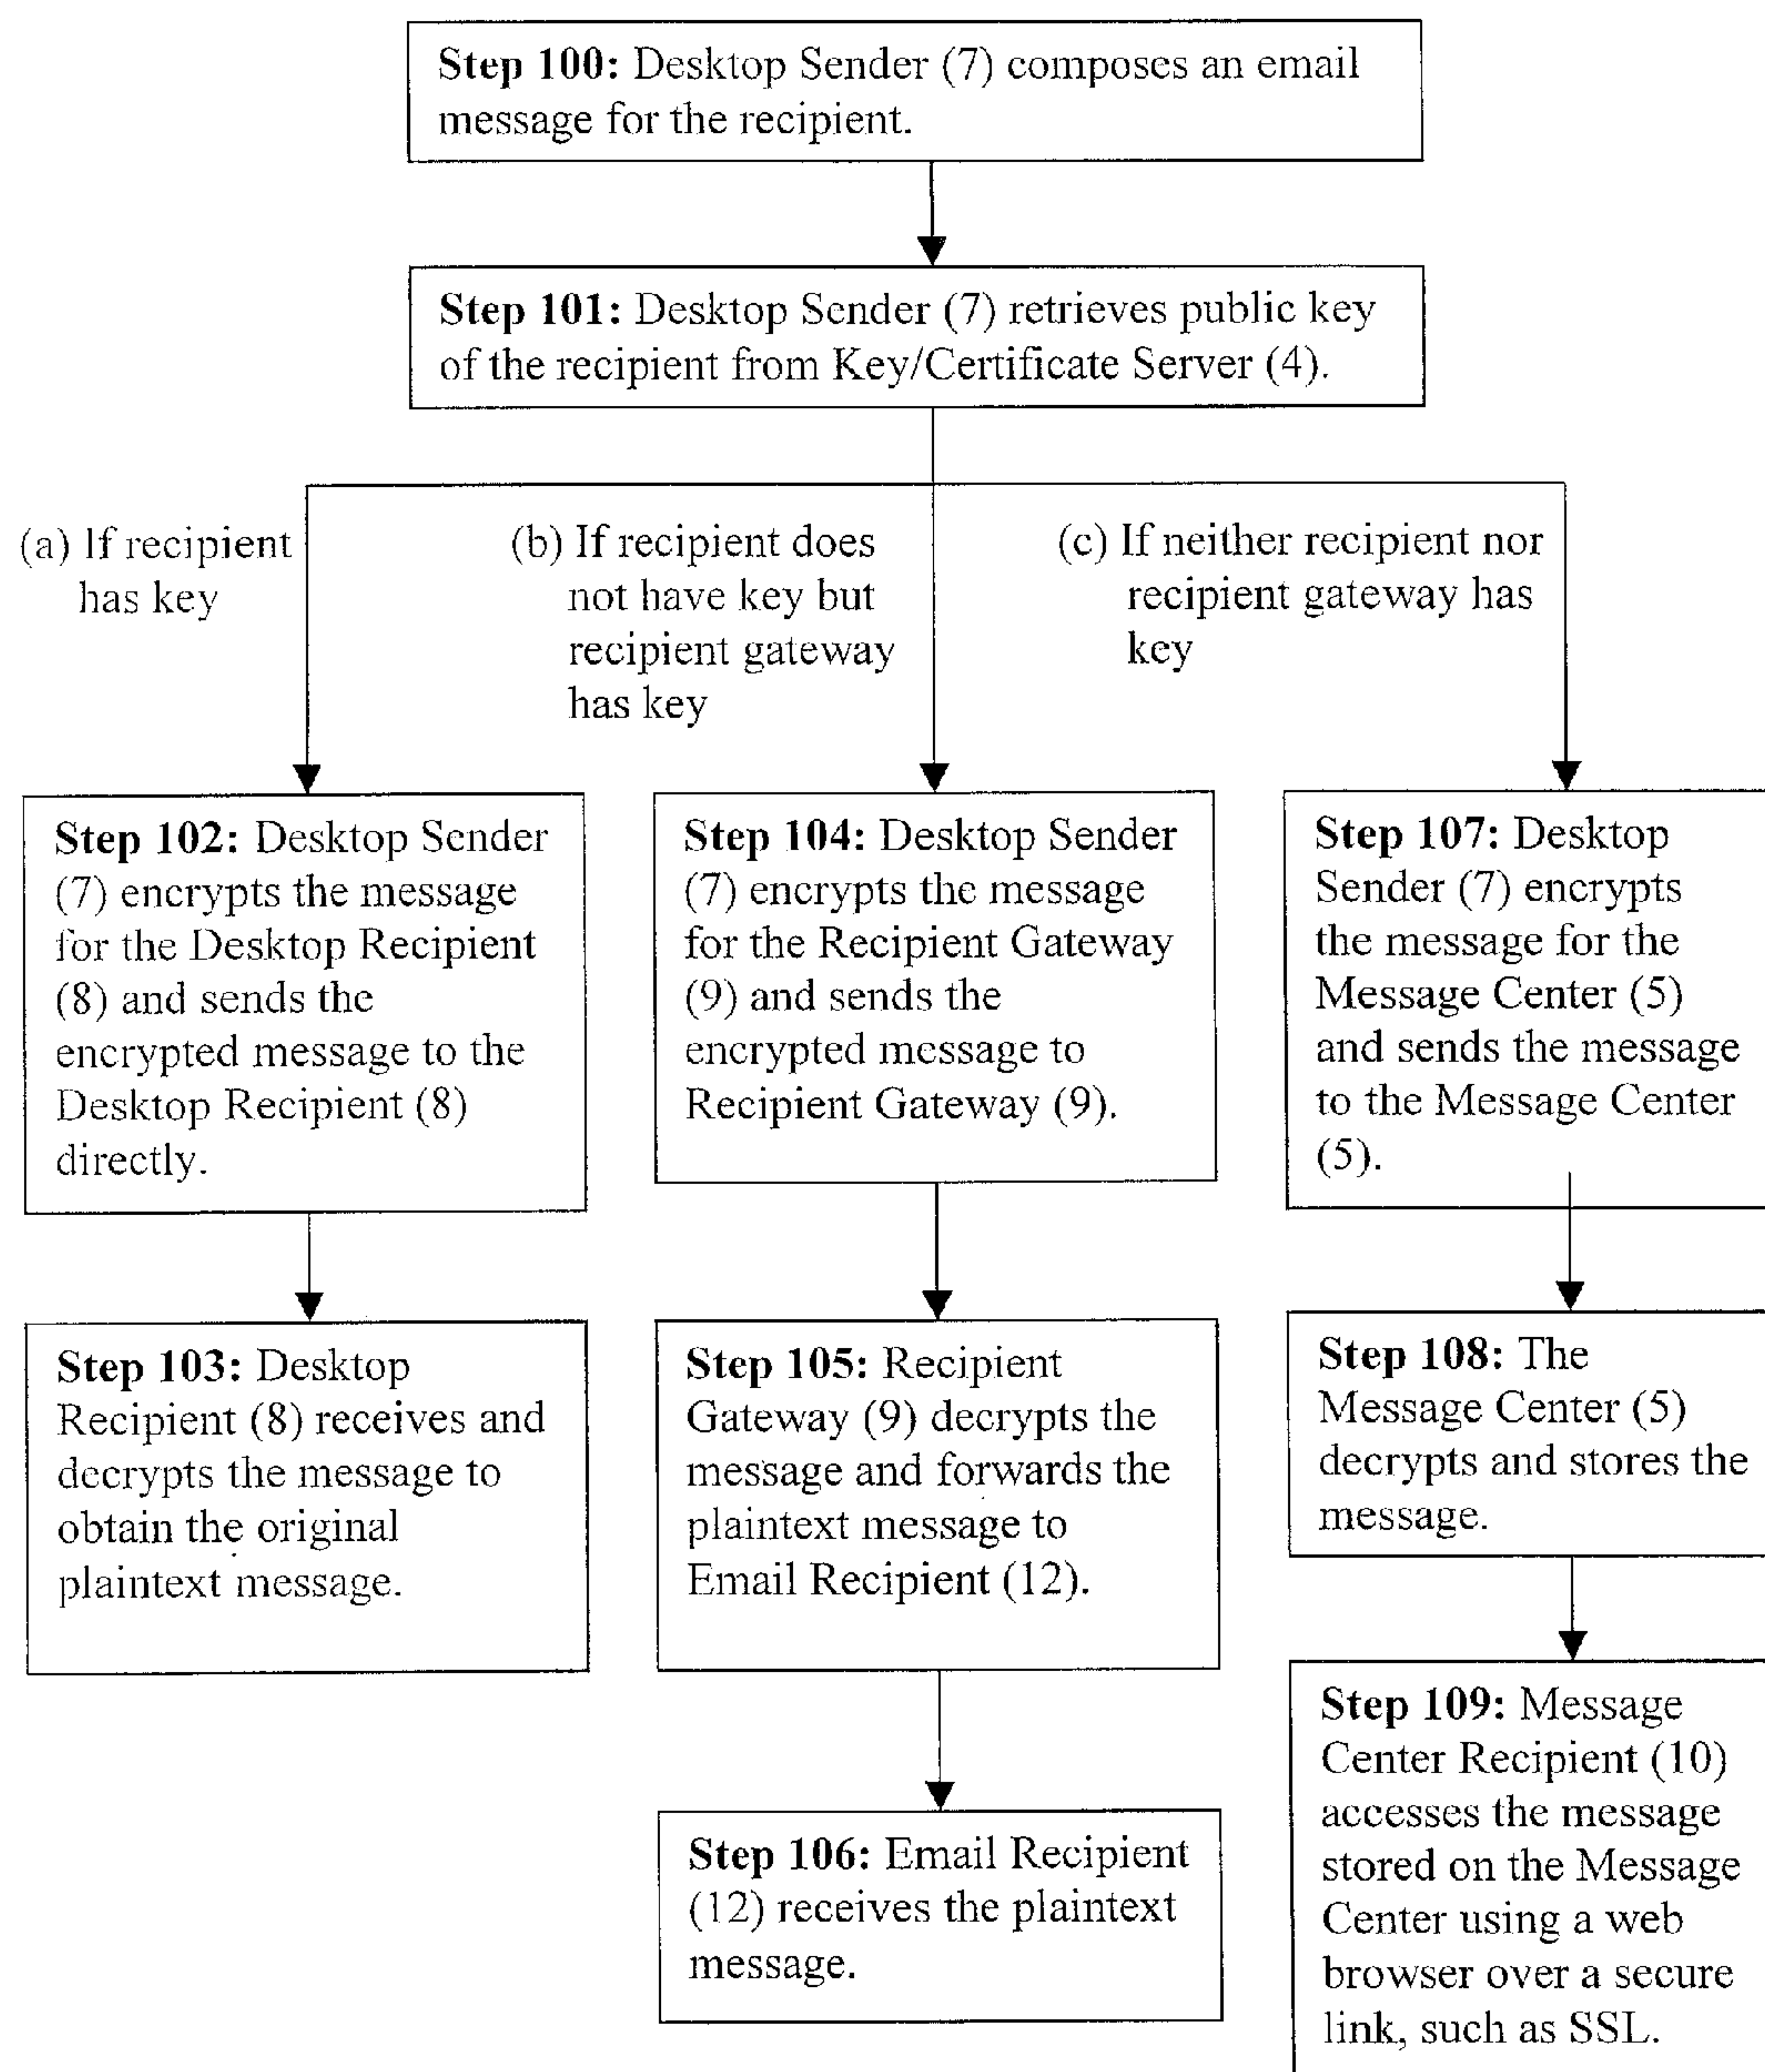 Step 100: Desktop Sender (7) composes an email
message for the recipient.
Step 101: Desktop Sender (7) retrieves public key
of the recipient from Key/Certificate Server (4).
(a) If recipient
has key
(b) If recipient does
not have key but
recipient gateway
has key
(c) If neither recipient nor
recipient gateway has
key
Step 102: Desktop Sender
(7) encrypts the message
for the Desktop Recipient
(8) and sends the
encrypted message to the
Desktop Recipient (8)
directly.
Step 104: Desktop Sender
(7) encrypts the message
for the Recipient Gateway
(9) and sends the
encrypted message to
Recipient Gateway (9).
Step 107: Desktop
Sender (7) encrypts
the message for the
Message Center (5)
and sends the message
to the Message Center
(5).
Step 103: Desktop
Recipient (8) receives and
decrypts the message to
obtain the original
plaintext message.
Step 105: Recipient
Gateway (9) decrypts the
message and forwards the
plaintext message to
Email Recipient (12).
Step 108: The
Message Center (5)
decrypts and stores the
message.
Step 106: Email Recipient
(12) receives the plaintext
message.
Step 109: Message
Center Recipient (10)
accesses the message
stored on the Message
Center using a web
browser over a secure
link, such as SSL.